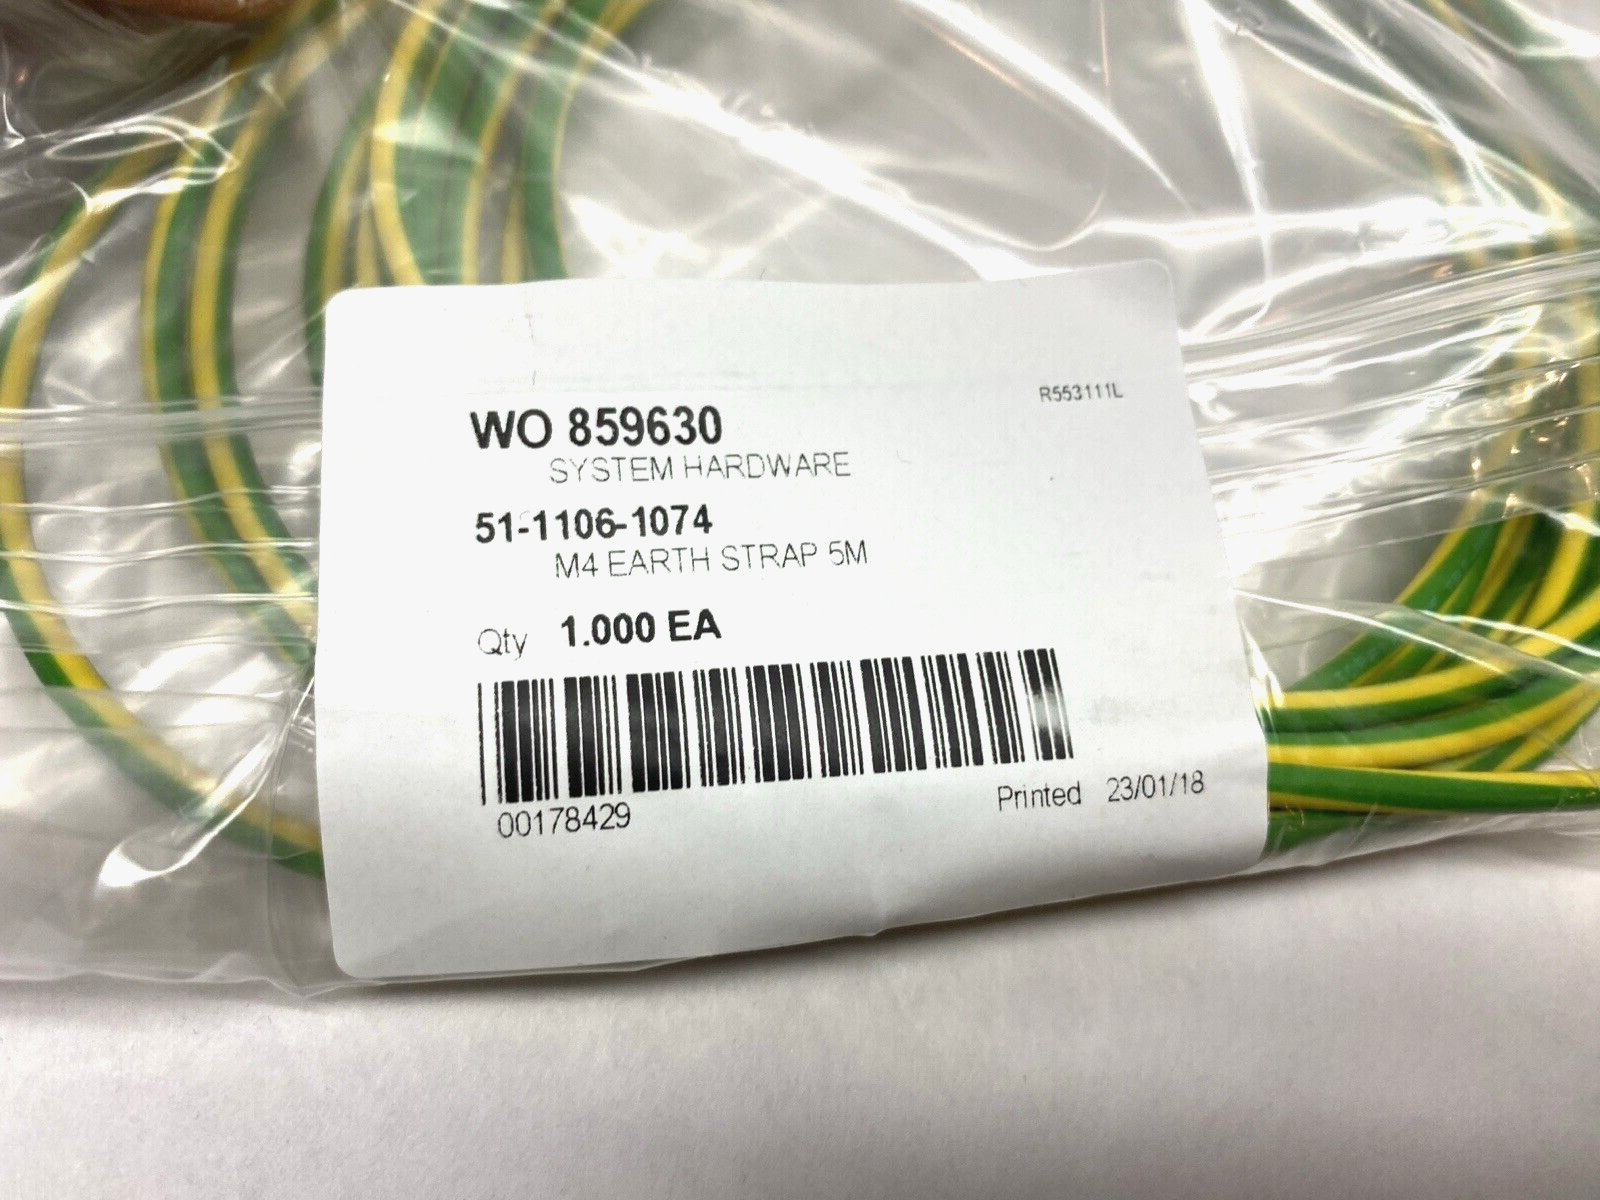 R553111L
WO 859630
SYSTEM HARDWARE
51-1106-1074
M4 EARTH STRAP 5M
Qty 1.000 EA
00178429
Printed 23/01/18